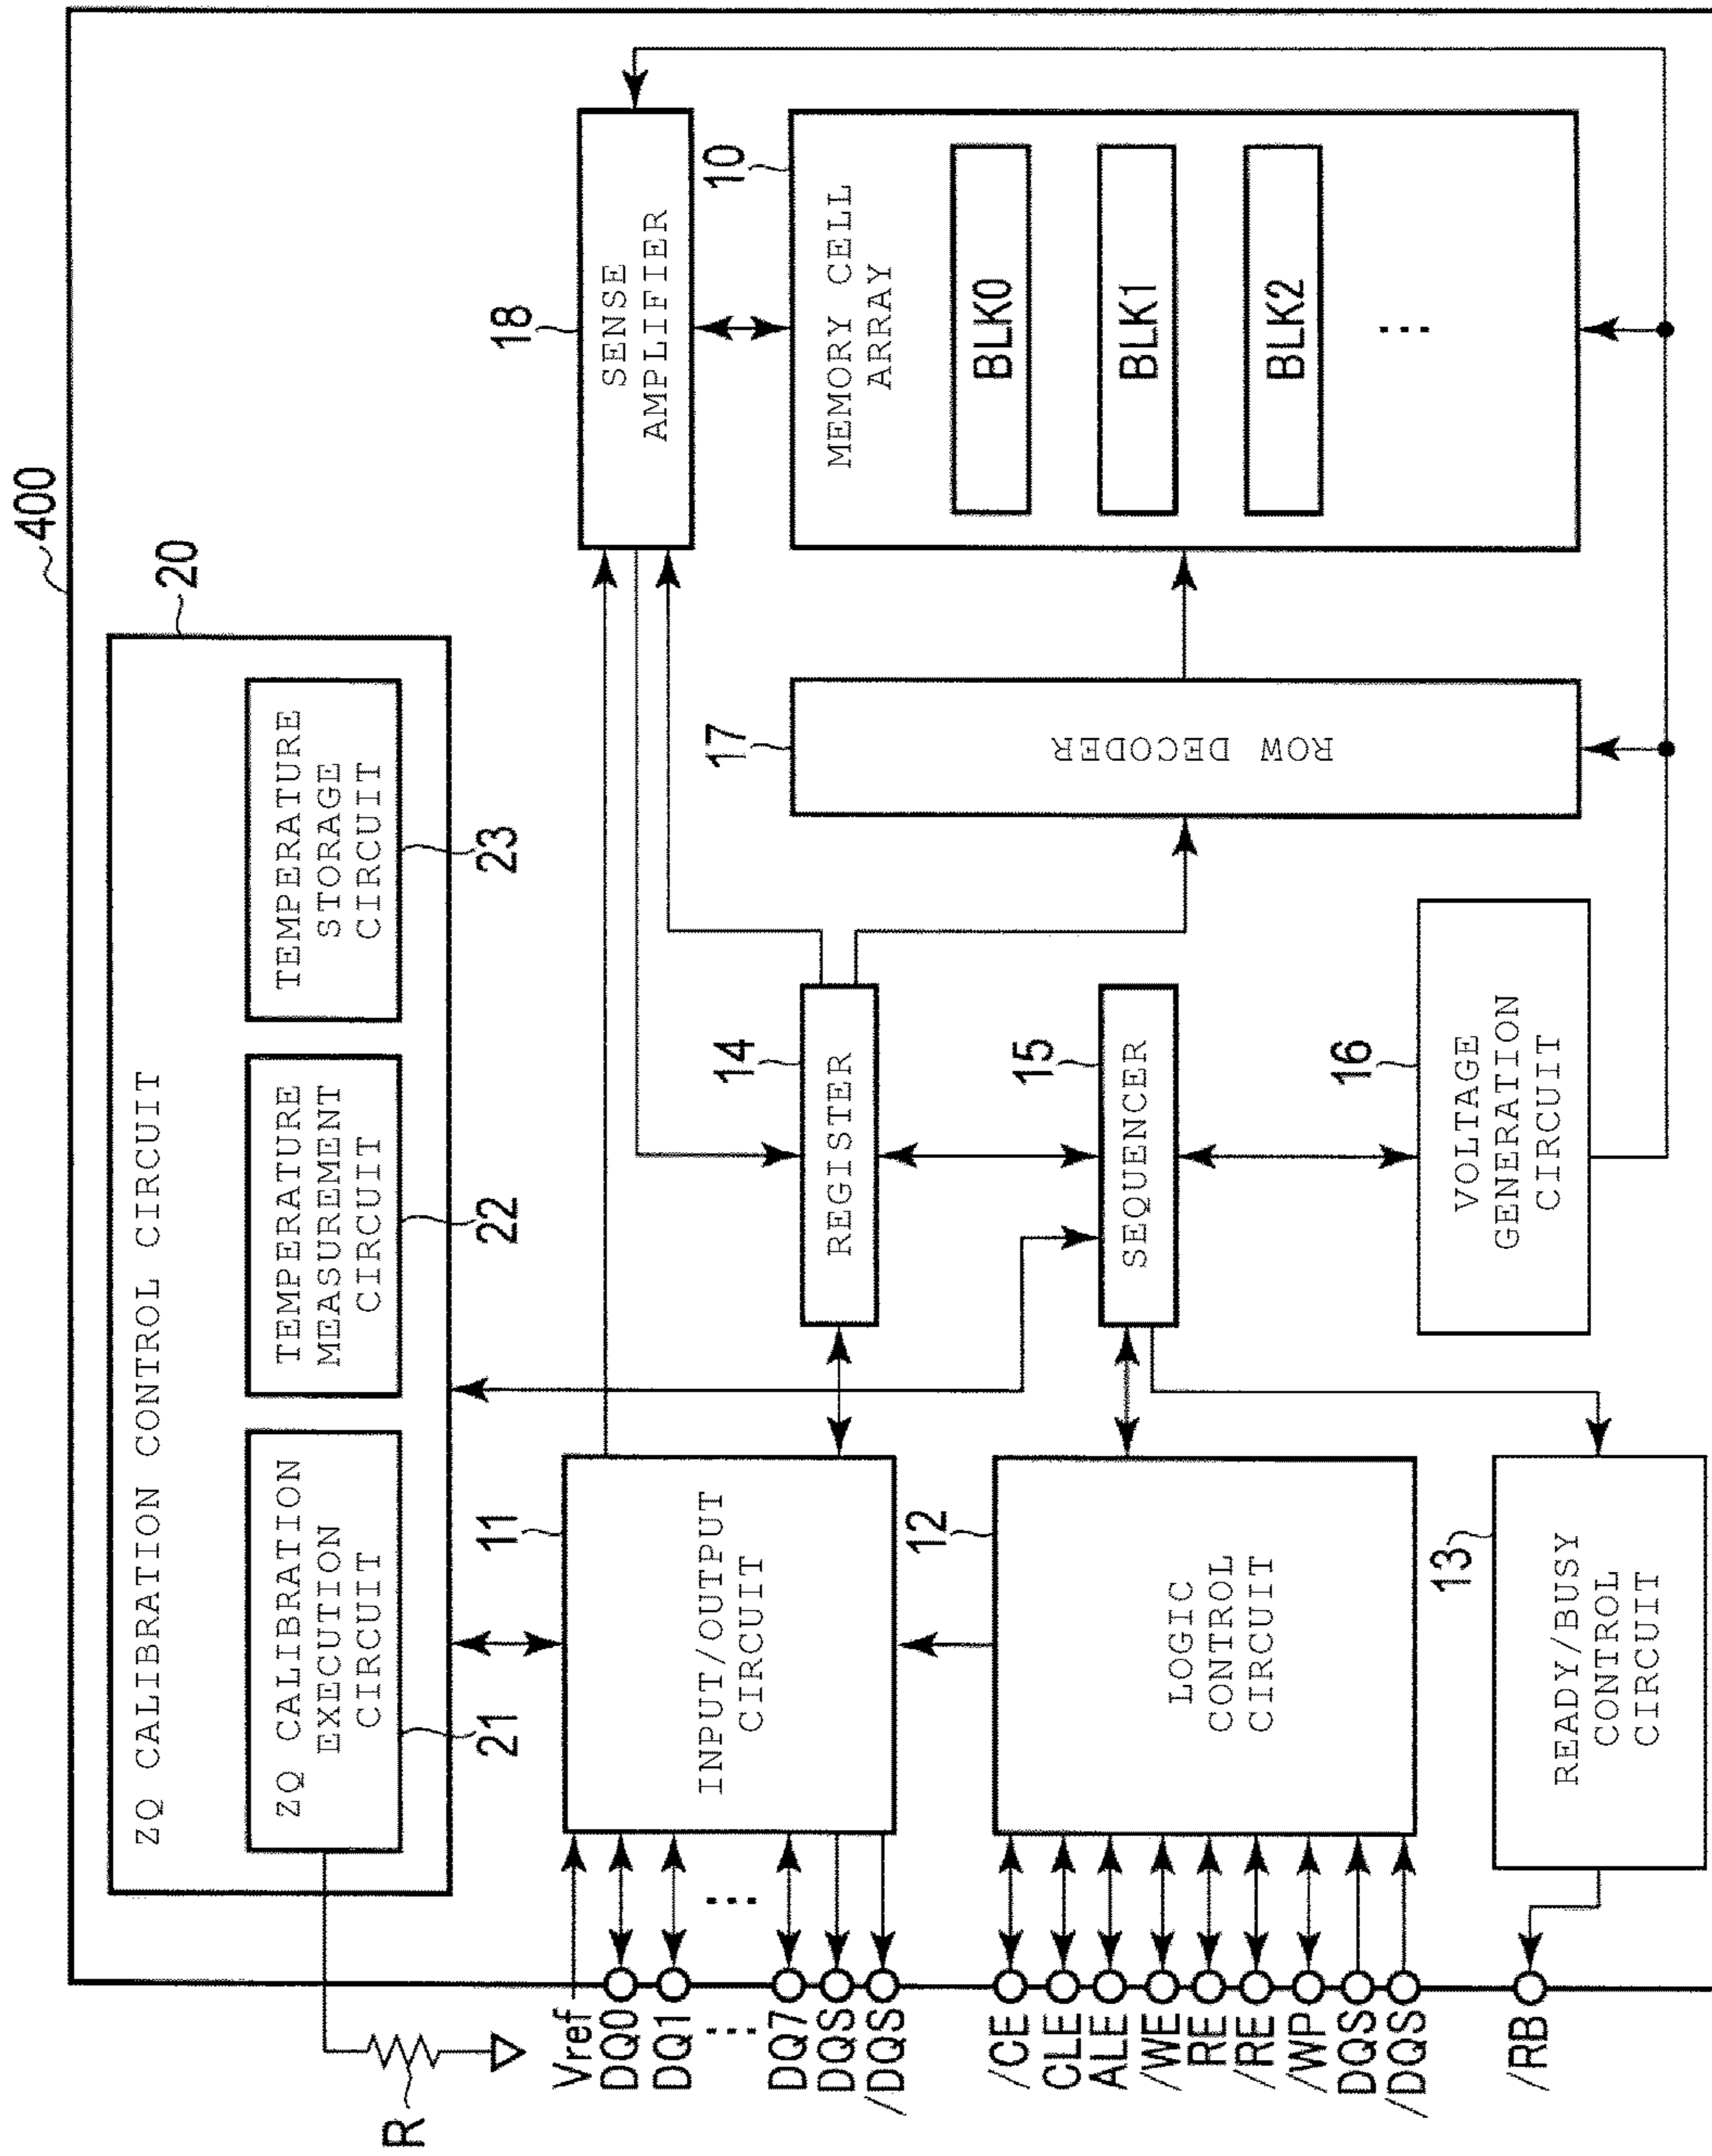 400
20
ZQ CALIBRATION CONTROL CIRCUIT
ZQ CALIBRATION
EXECUTION
CIRCUIT
21
TEMPERATURE
MEASUREMENT
CIRCUIT
22
TEMPERATURE
STORAGE
CIRCUIT
23
R
Vref
DQ0
DQ1
⋮
DQ7
DQS
/DQS
⋮
11
INPUT/OUTPUT
CIRCUIT
18
SENSE
AMPLIFIER
14
REGISTER
17
ROW DECODER
10
MEMORY CELL
ARRAY
BLK0
BLK1
BLK2
⋮
/CE
CLE
ALE
/WE
RE
/RE
/WP
DQS
/DQS
12
LOGIC
CONTROL
CIRCUIT
15
SEQUENCER
16
VOLTAGE
GENERATION
CIRCUIT
/RB
13
READY/BUSY
CONTROL
CIRCUIT